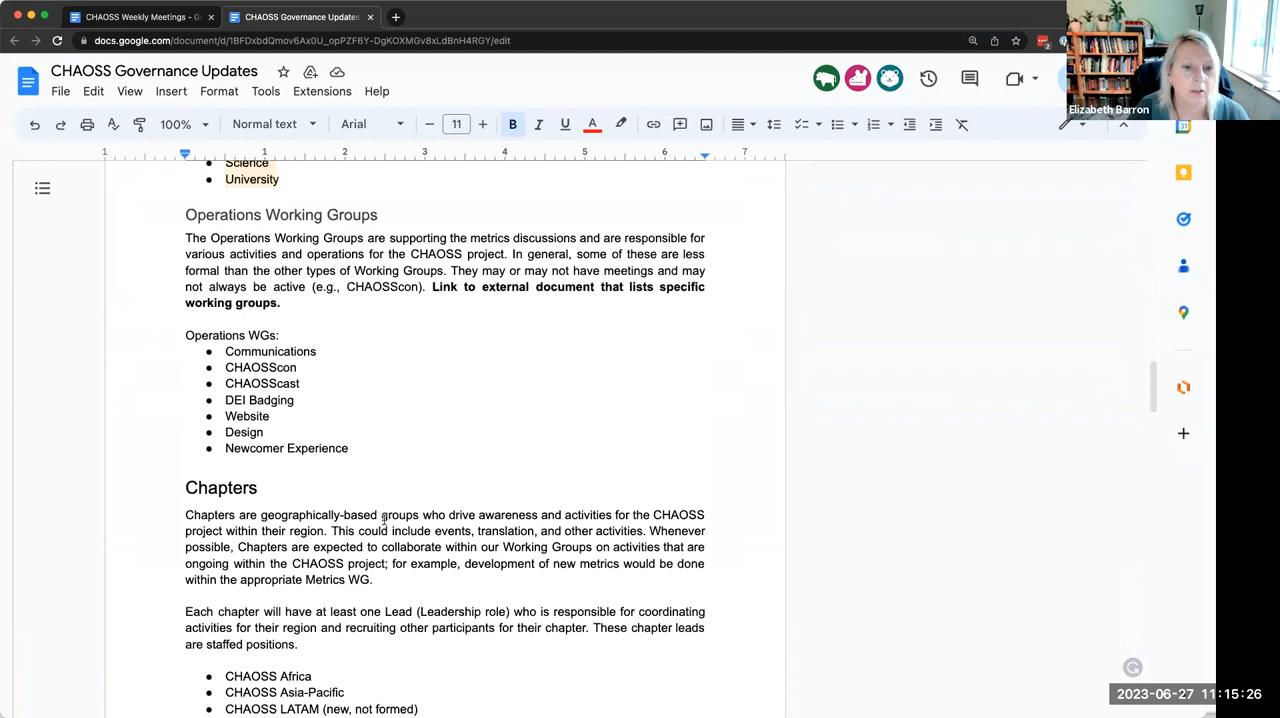 CHAOSS Weekly Meetings - G
CHAOSS Governance Updates
docs.google.com/document/d/1BFDxbdQmov6Ax0U_opPZF6Y-DgKOXMGv8xLdBnH4RGY/edit
2
Elizabeth Barron
CHAOSS Governance Updates
File Edit View Insert Format Tools Extensions Help
100% Normal text Arial 11 B I U A
1 1 2 3 4 5 6 7
Science
University
Operations Working Groups
The Operations Working Groups are supporting the metrics discussions and are responsible for
various activities and operations for the CHAOSS project. In general, some of these are less
formal than the other types of Working Groups. They may or may not have meetings and may
not always be active (e.g., CHAOSScon). Link to external document that lists specific
working groups.
Operations WGs:
Communications
CHAOSScon
CHAOSScast
DEI Badging
Website
Design
Newcomer Experience
Chapters
Chapters are geographically-based groups who drive awareness and activities for the CHAOSS
project within their region. This could include events, translation, and other activities. Whenever
possible, Chapters are expected to collaborate within our Working Groups on activities that are
ongoing within the CHAOSS project; for example, development of new metrics would be done
within the appropriate Metrics WG.
Each chapter will have at least one Lead (Leadership role) who is responsible for coordinating
activities for their region and recruiting other participants for their chapter. These chapter leads
are staffed positions.
CHAOSS Africa
CHAOSS Asia-Pacific
CHAOSS LATAM (new, not formed)
31
2023-06-27 11:15:26